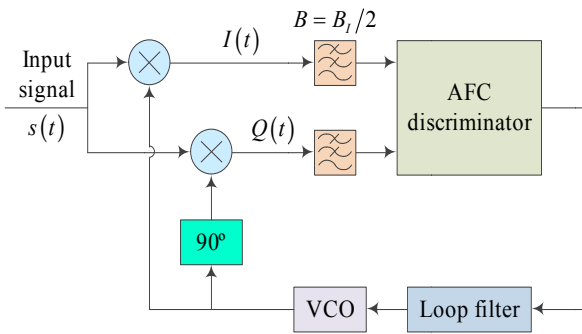 Input
signal
s(t)
I(t)
B = B_I/2
Q(t)
AFC
discriminator
90º
VCO
Loop filter